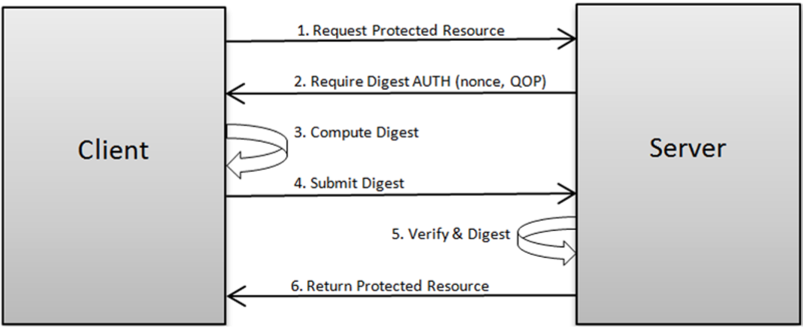 1. Request Protected Resource
2. Require Digest AUTH (nonce, QOP)
Client
3. Compute Digest
Server
4. Submit Digest
5. Verify & Digest
6. Return Protected Resource